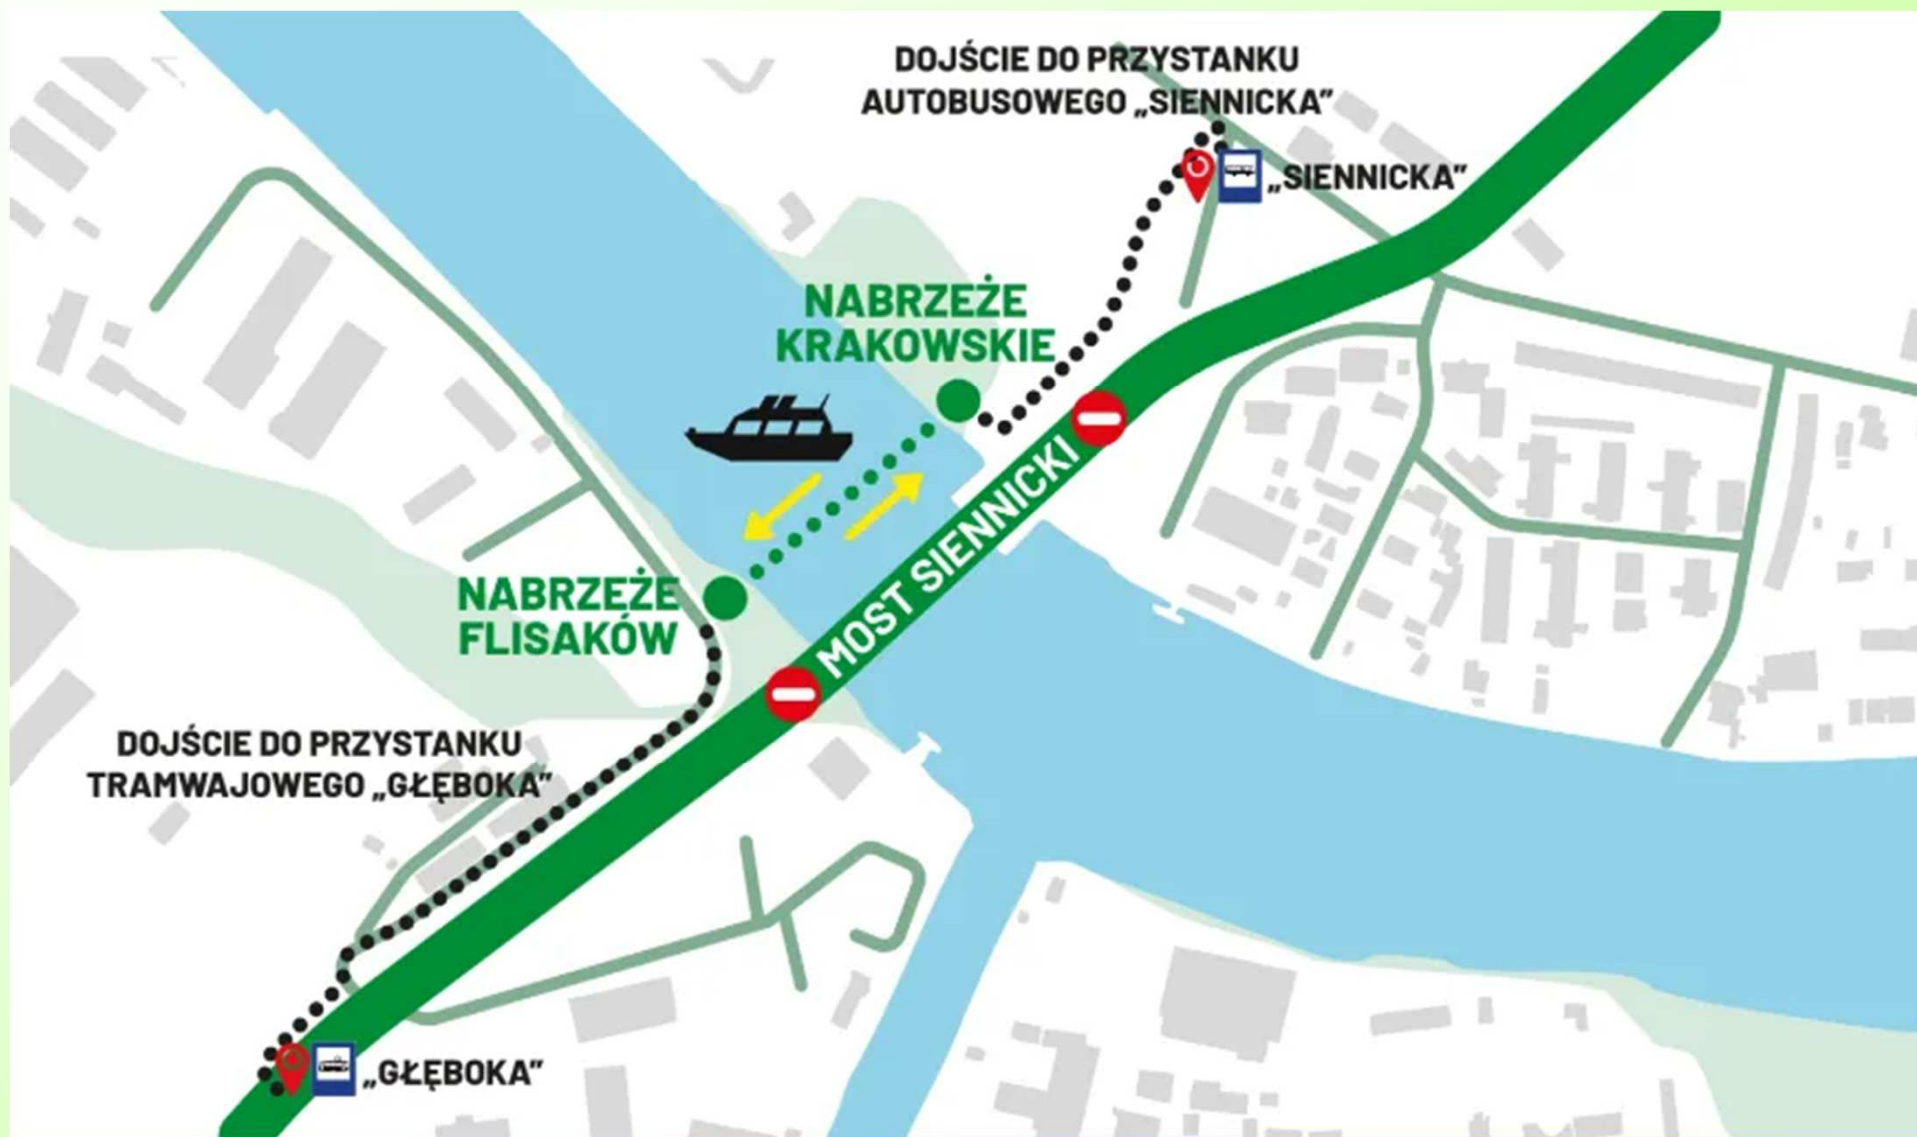 DOJŚCIE DO PRZYSTANKU
AUTOBUSOWEGO „SIENNICKA”
„SIENNICKA”
NABRZEŻE
KRAKOWSKIE
MOST SIENNICKI
NABRZEŻE
FLISAKÓW
DOJŚCIE DO PRZYSTANKU
TRAMWAJOWEGO „GŁĘBOKA”
„GŁĘBOKA”